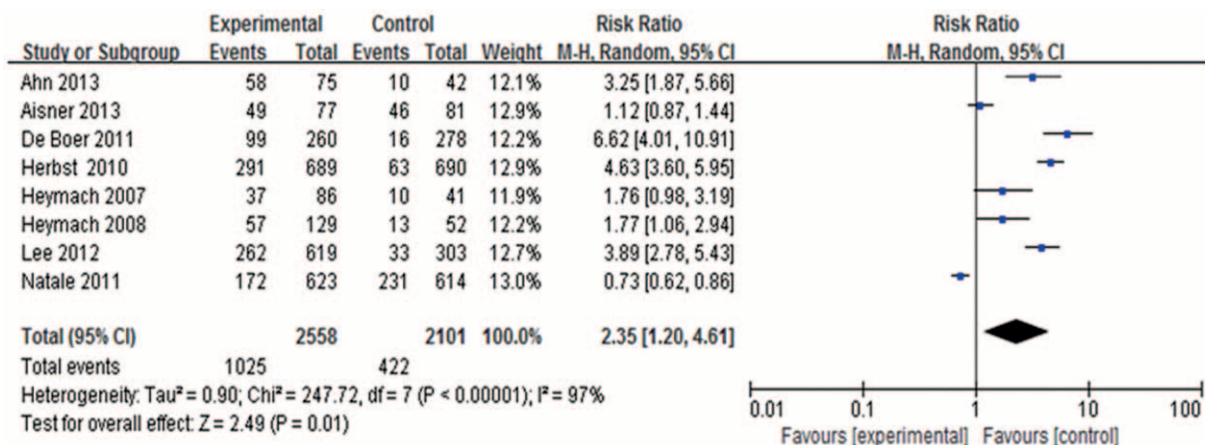 Experimental Control Risk Ratio Risk Ratio
Study or Subgroup Events Total Events Total Weight M-H, Random, 95% CI M-H, Random, 95% CI
Ahn 2013 58 75 10 42 12.1% 3.25 [1.87, 5.66]
Aisner 2013 49 77 46 81 12.9% 1.12 [0.87, 1.44]
De Boer 2011 99 260 16 278 12.2% 6.62 [4.01, 10.91]
Herbst 2010 291 689 63 690 12.9% 4.63 [3.60, 5.95]
Heymach 2007 37 86 10 41 11.9% 1.76 [0.98, 3.19]
Heymach 2008 57 129 13 52 12.2% 1.77 [1.06, 2.94]
Lee 2012 262 619 33 303 12.7% 3.89 [2.78, 5.43]
Natale 2011 172 623 231 614 13.0% 0.73 [0.62, 0.86]
Total (95% CI) 2558 2101 100.0% 2.35 [1.20, 4.61]
Total events 1025 422
Heterogeneity: Tau² = 0.90; Chi² = 247.72, df = 7 (P < 0.00001); I² = 97%
Test for overall effect: Z = 2.49 (P = 0.01)
0.01 0.1 1 10 100
Favours [experimental] Favours [control]